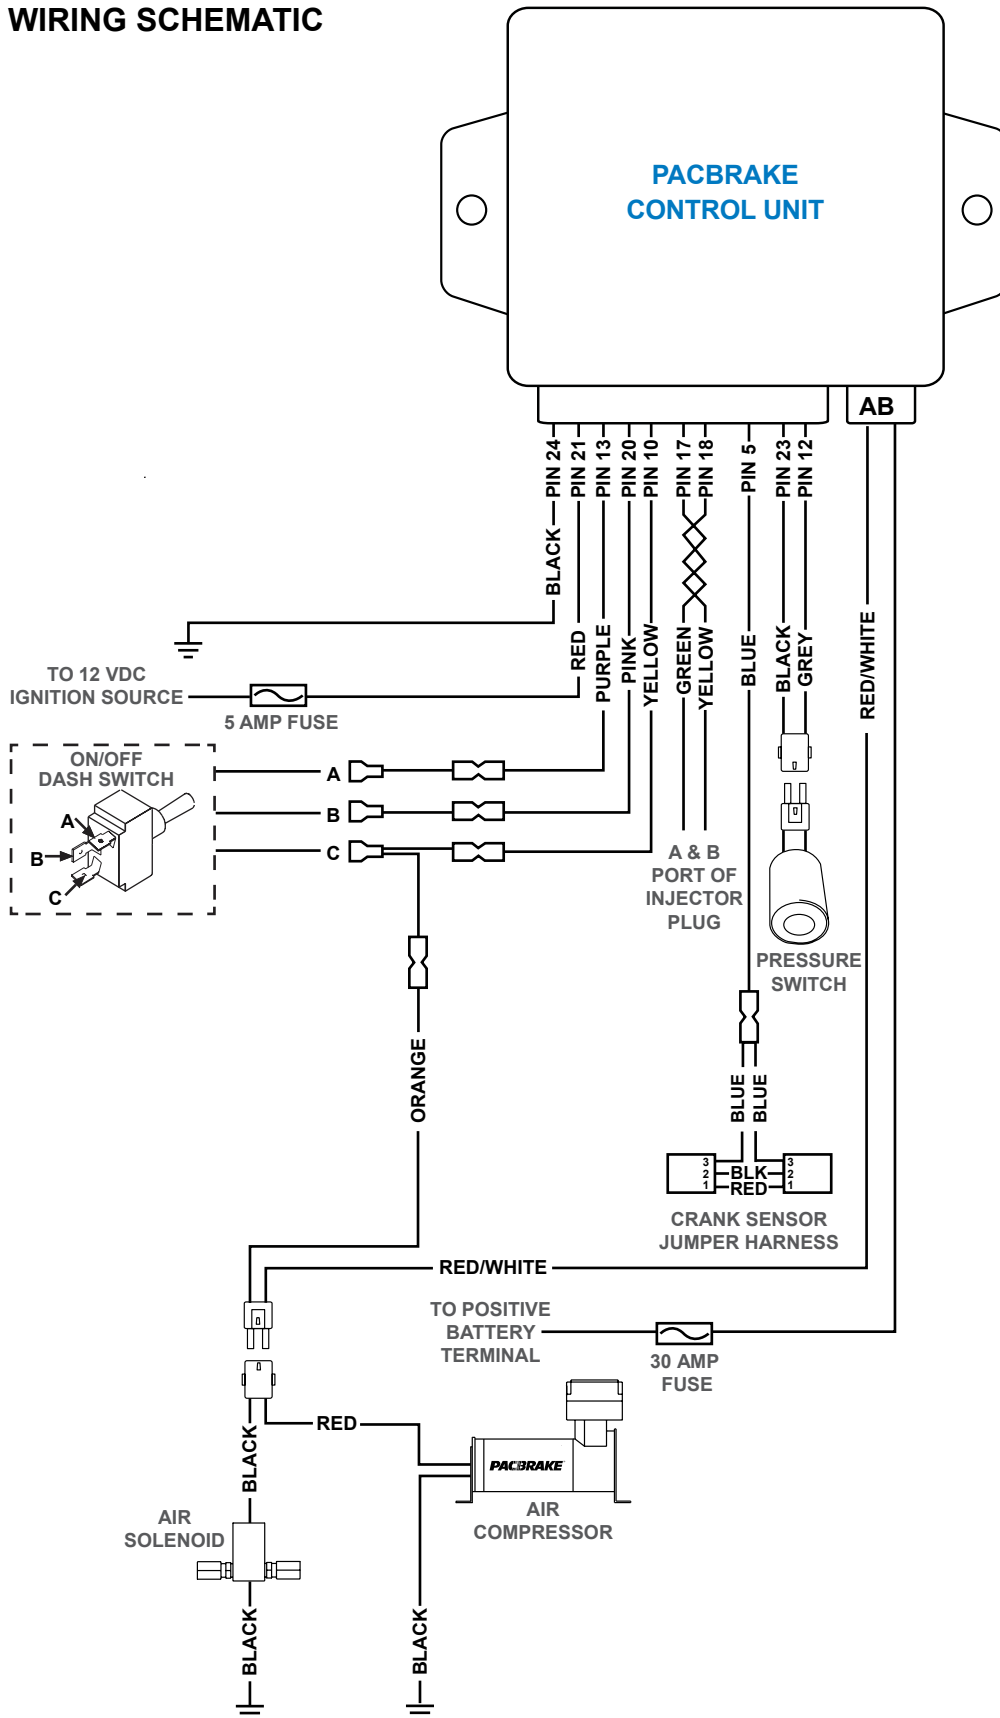 WIRING SCHEMATIC
PACBRAKE
CONTROL UNIT
AB
PIN 24
PIN 21
PIN 13
PIN 20
PIN 10
PIN 17
PIN 18
PIN 5
PIN 23
PIN 12
BLACK
RED
PURPLE
PINK
YELLOW
GREEN
YELLOW
BLUE
BLACK
GREY
RED/WHITE
TO 12 VDC
IGNITION SOURCE
5 AMP FUSE
ON/OFF
DASH SWITCH
A
B
C
A
B
C
A & B
PORT OF
INJECTOR
PLUG
PRESSURE
SWITCH
ORANGE
BLUE
BLUE
3
2
1
BLK
RED
3
2
1
CRANK SENSOR
JUMPER HARNESS
RED/WHITE
TO POSITIVE
BATTERY
TERMINAL
30 AMP
FUSE
RED
BLACK
PACBRAKE
AIR
COMPRESSOR
AIR
SOLENOID
BLACK
BLACK